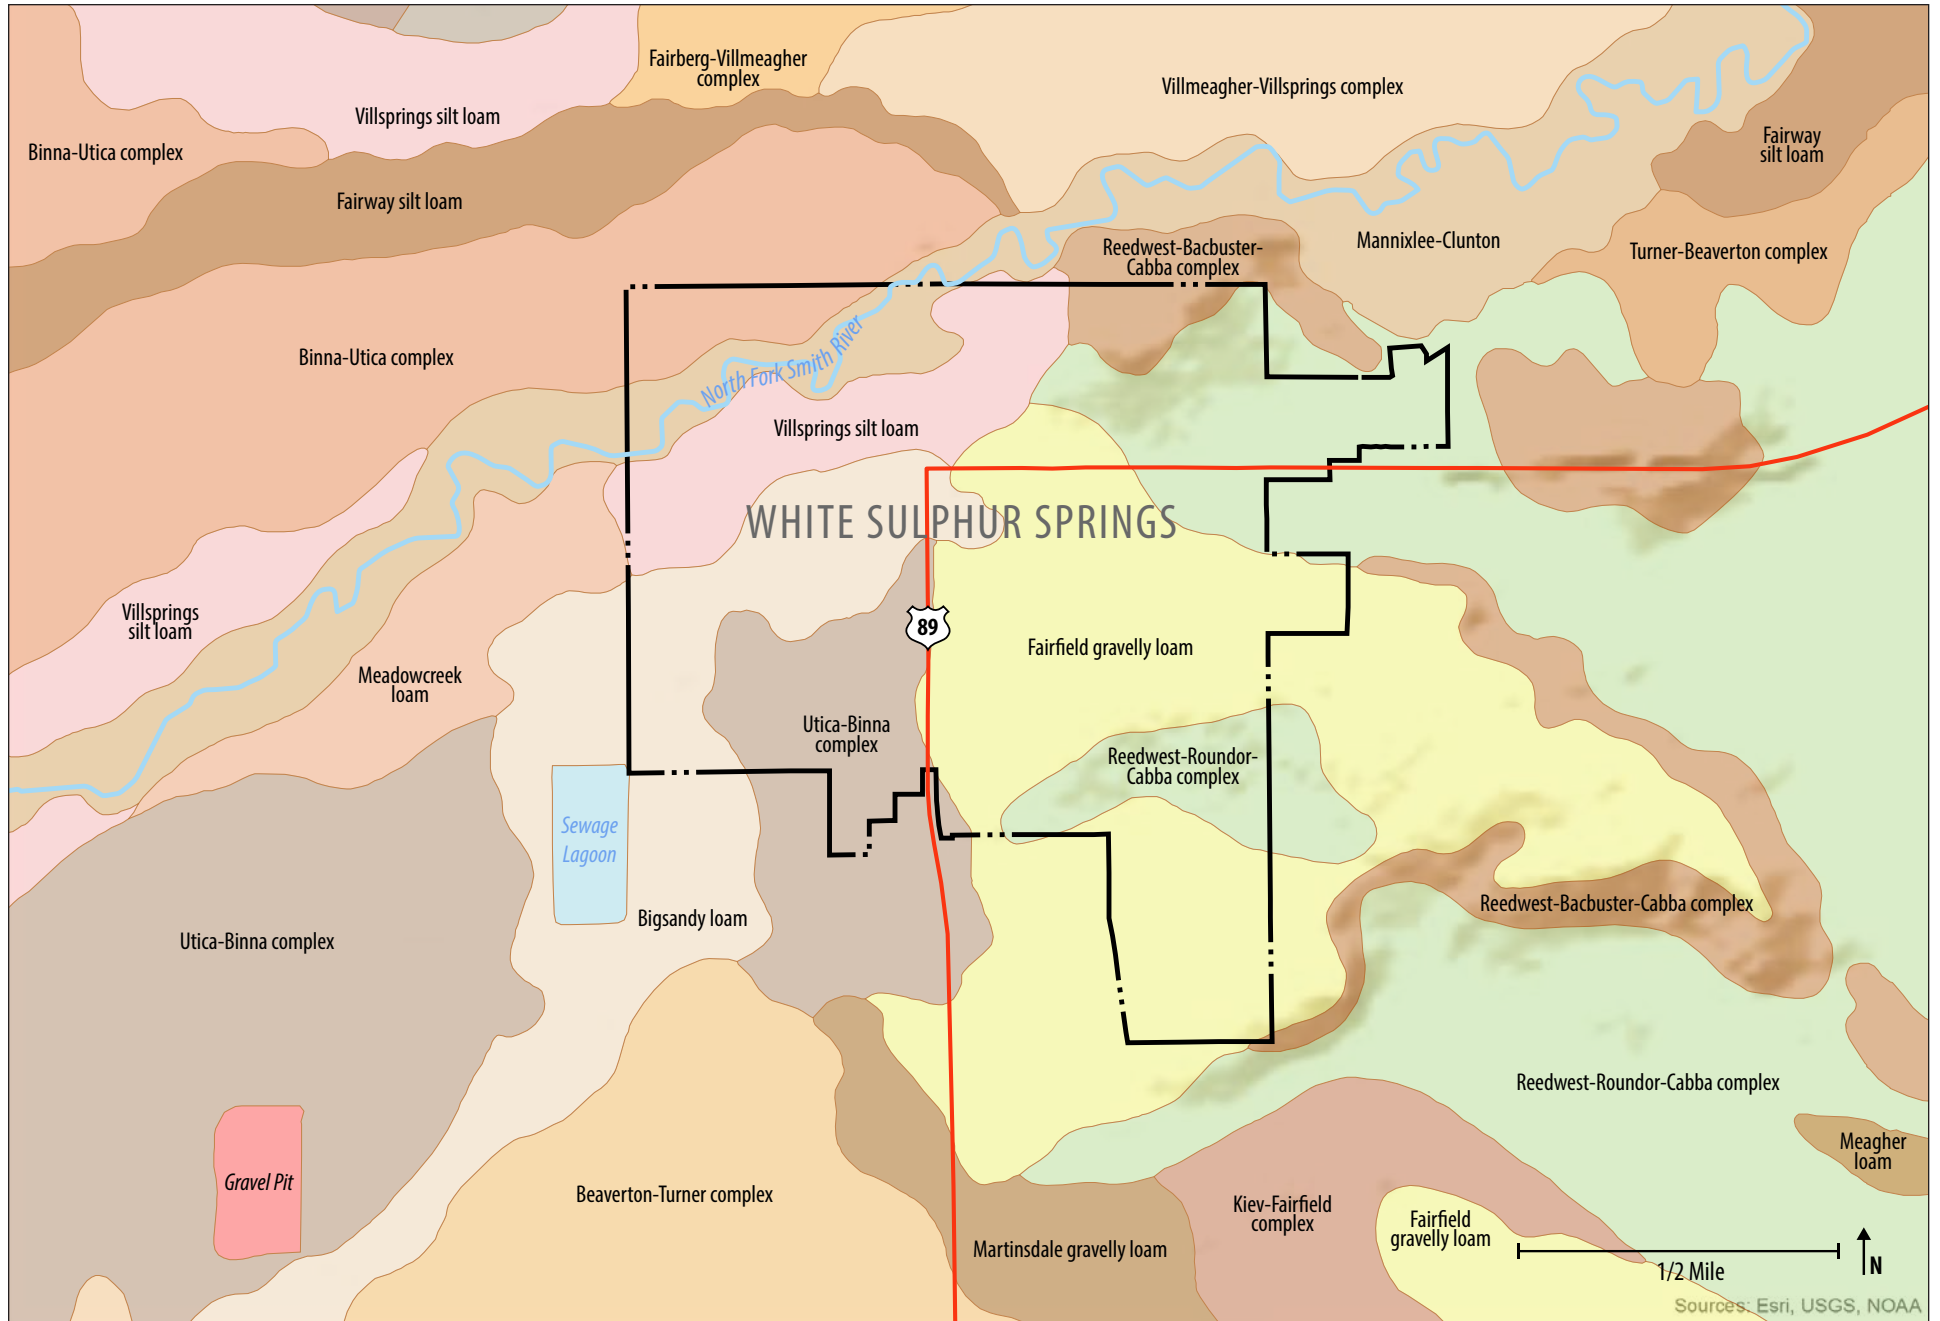 Fairberg-Villmeagher
complex
Villmeagher-Villsprings complex
Villsprings silt loam
Binna-Utica complex
Fairway
silt loam
Fairway silt loam
Reedwest-Bacbuster-
Cabba complex
Mannixlee-Clunton
Turner-Beaverton complex
Binna-Utica complex
North Fork Smith River
Villsprings silt loam
WHITE SULPHUR SPRINGS
Villsprings
silt loam
89
Fairfield gravelly loam
Meadowcreek
loam
Utica-Binna
complex
Reedwest-Roundor-
Cabba complex
Sewage
Lagoon
Reedwest-Bacbuster-Cabba complex
Bigsandy loam
Utica-Binna complex
Reedwest-Roundor-Cabba complex
Meagher
loam
Gravel Pit
Beaverton-Turner complex
Kiev-Fairfield
complex
Fairfield
gravelly loam
Martinsdale gravelly loam
1/2 Mile
N
Sources: Esri, USGS, NOAA